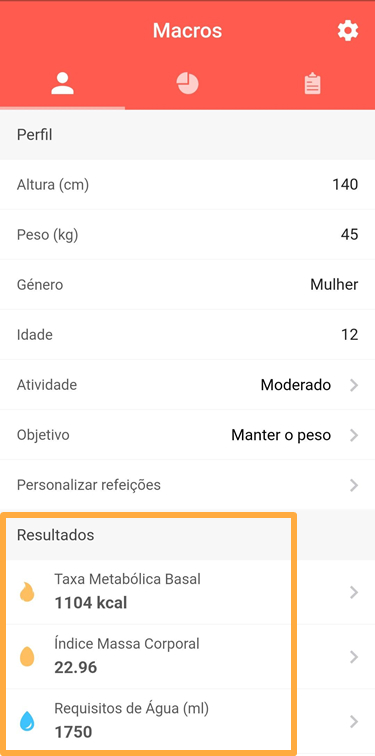 Macros
Perfil
Altura (cm) 140
Peso (kg) 45
Género Mulher
Idade 12
Atividade Moderado
Objetivo Manter o peso
Personalizar refeições
Resultados
Taxa Metabólica Basal
1104 kcal
Índice Massa Corporal
22.96
Requisitos de Água (ml)
1750